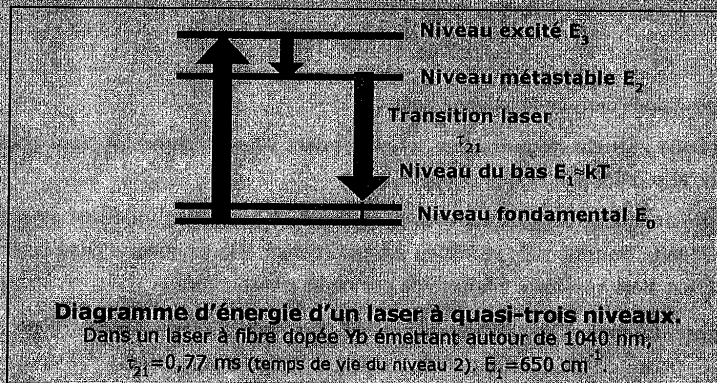 Niveau excité E₃
Niveau métastable E₂
Transition laser
τ₂₁
Niveau du bas E₁≈kT
Niveau fondamental E₀
Diagramme d'énergie d'un laser à quasi-trois niveaux.
Dans un laser à fibre dopée Yb émettant autour de 1040 nm,
τ₂₁=0,77 ms (temps de vie du niveau 2), E₁=650 cm⁻¹.